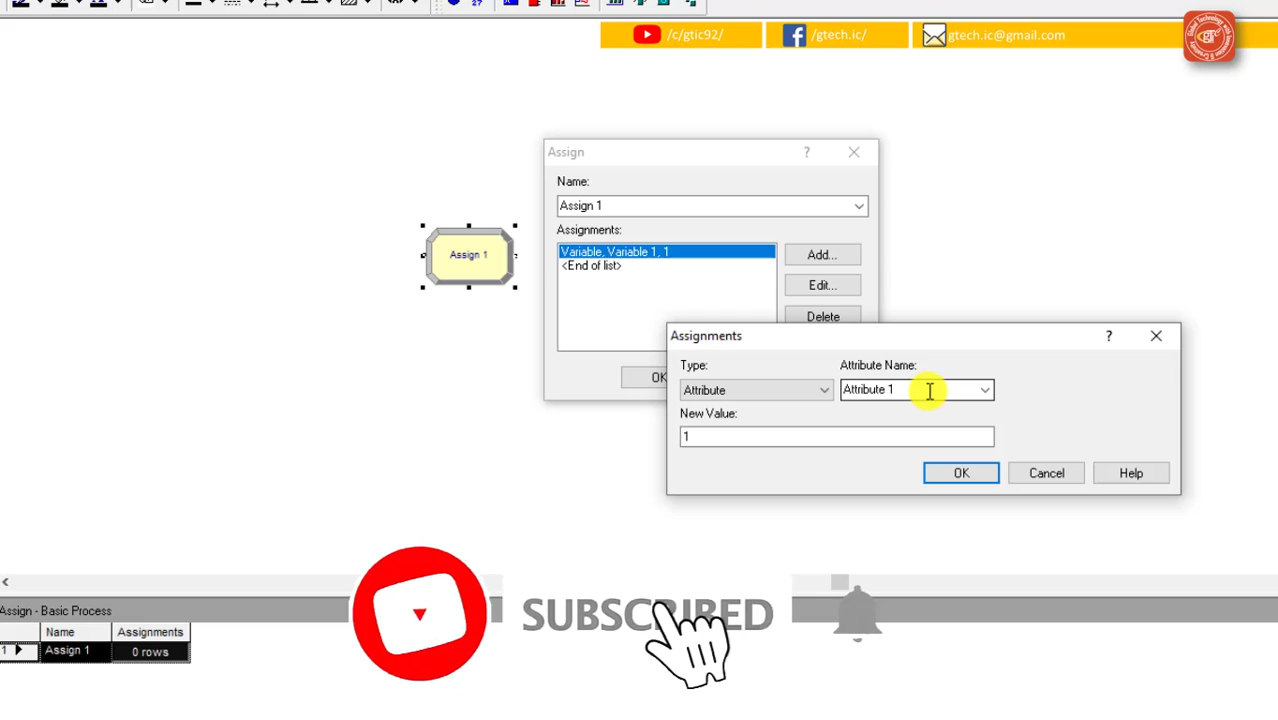 /c/gtic92/
/gtech.ic/
gtech.ic@gmail.com
Assign
?
Name:
Assign 1
Assignments:
Variable, Variable 1, 1
<End of list>
Add...
Edit...
Delete
OK
Assign 1
Assignments
?
Type:
Attribute Name:
Attribute
Attribute 1
New Value:
1
OK
Cancel
Help
SUBSCRIBED
Assign - Basic Process
Name
Assignments
1
Assign 1
0 rows